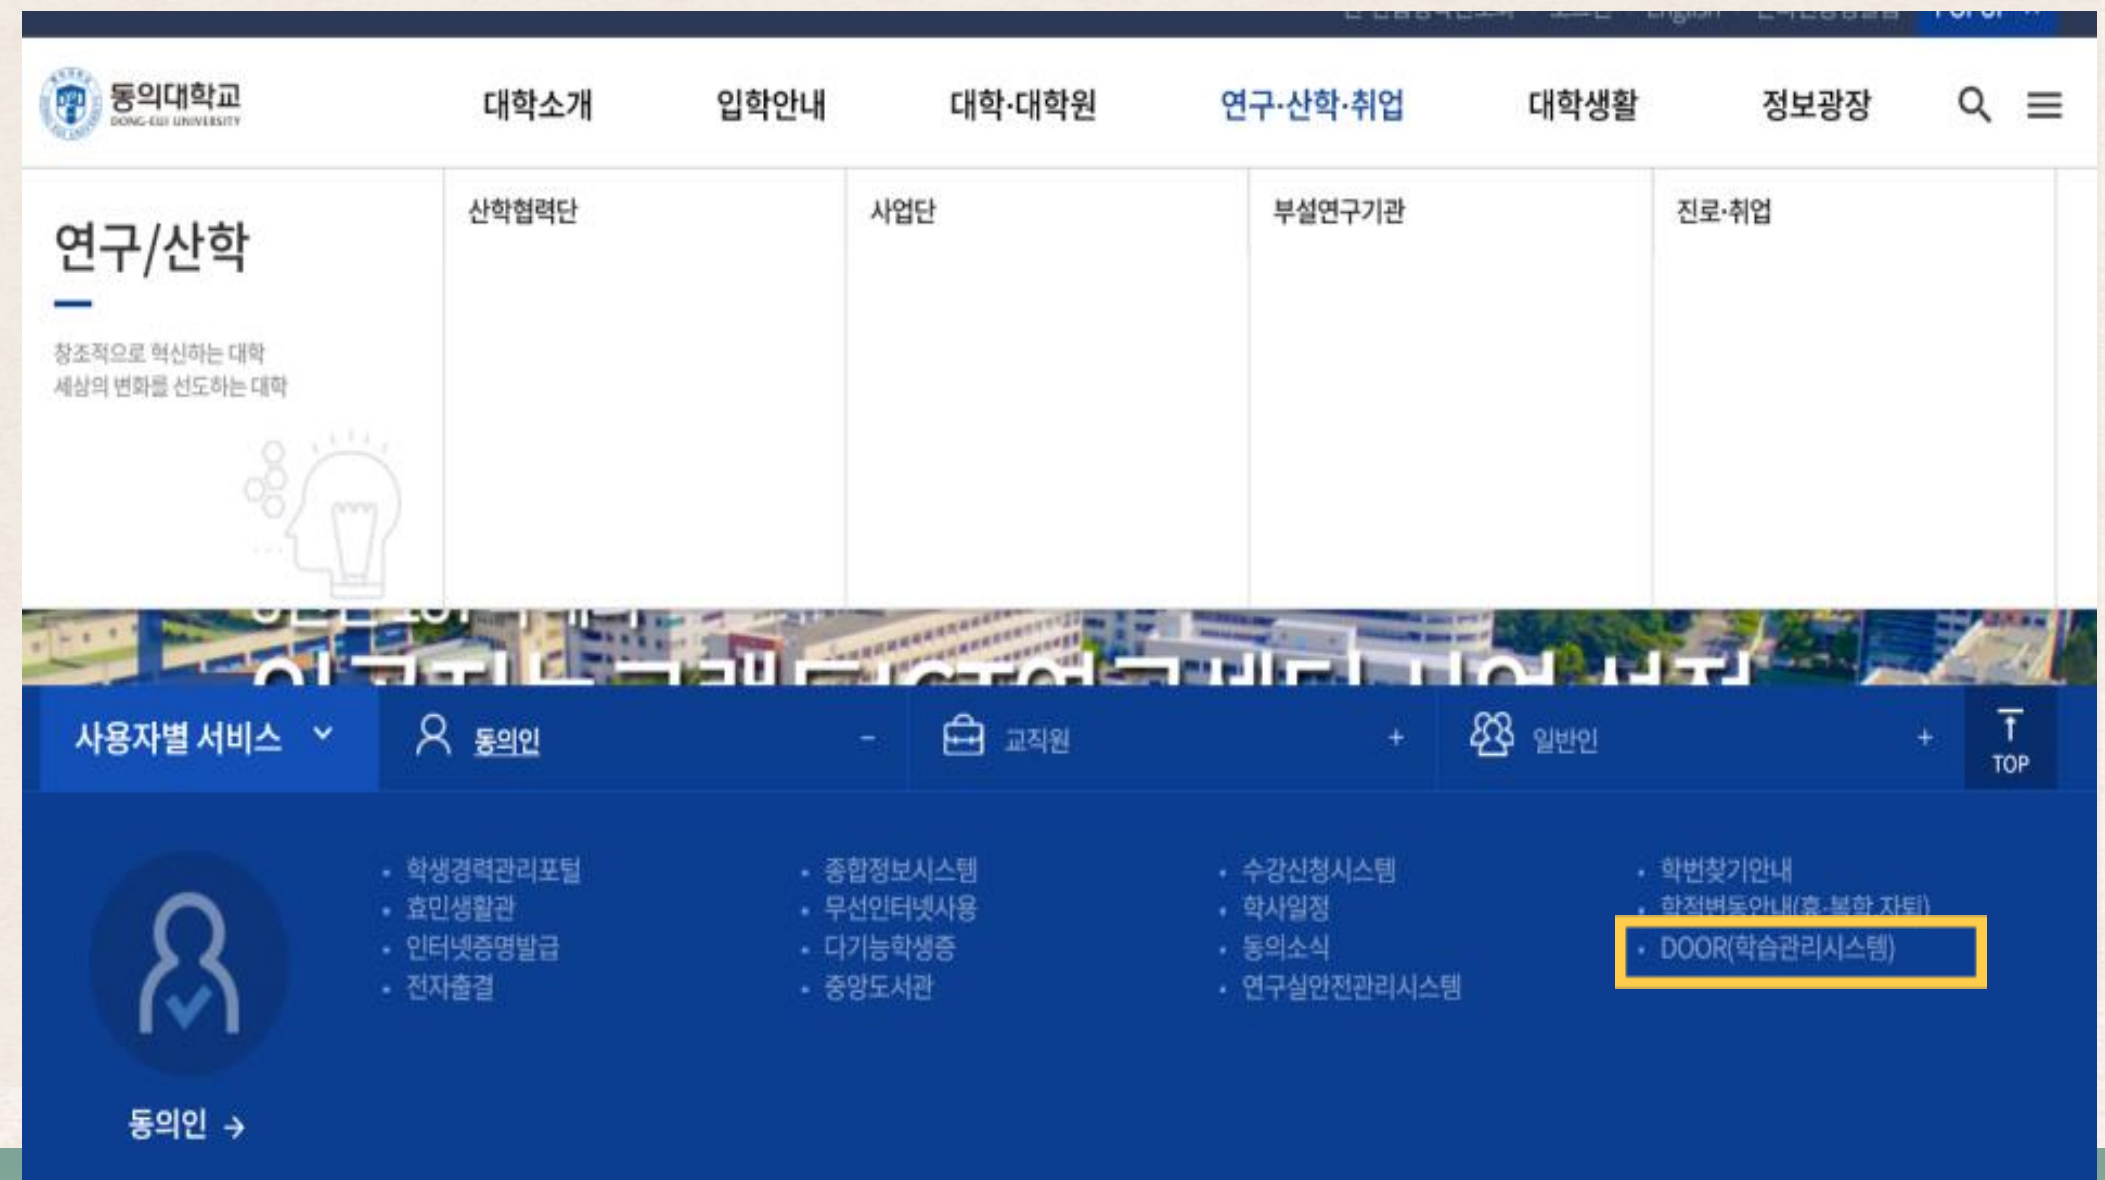 English
동의대학교
DONG-EUI UNIVERSITY
대학소개 입학안내 대학·대학원 연구·산학·취업 대학생활 정보광장
연구/산학
창조적으로 혁신하는 대학
세상의 변화를 선도하는 대학
산학협력단 사업단 부설연구기관 진로·취업
사용자별 서비스 동의인 - 교직원 + 일반인 + TOP
동의인 →
· 학생경력관리포털
· 효민생활관
· 인터넷증명발급
· 전자출결
· 종합정보시스템
· 무선인터넷사용
· 다기능학생증
· 중앙도서관
· 수강신청시스템
· 학사일정
· 동의소식
· 연구실안전관리시스템
· 학번찾기안내
· 학적변동안내(휴·복학,자퇴)
· DOOR(학습관리시스템)